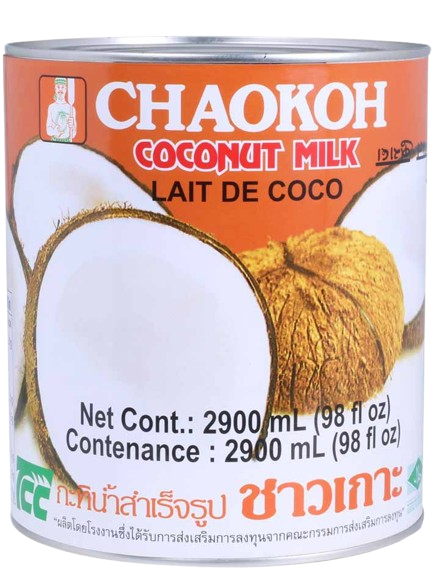 CHAOKOH
COCONUT MILK
LAIT DE COCO
Net Cont.: 2900 mL (98 fl oz)
Contenance : 2900 mL (98 fl oz)
TCC กะทิน้ำสำเร็จรูป ชาวเกาะ
"ผลิตโดยโรงงานซึ่งได้รับการส่งเสริมการลงทุนจากคณะกรรมการส่งเสริมการลงทุน"